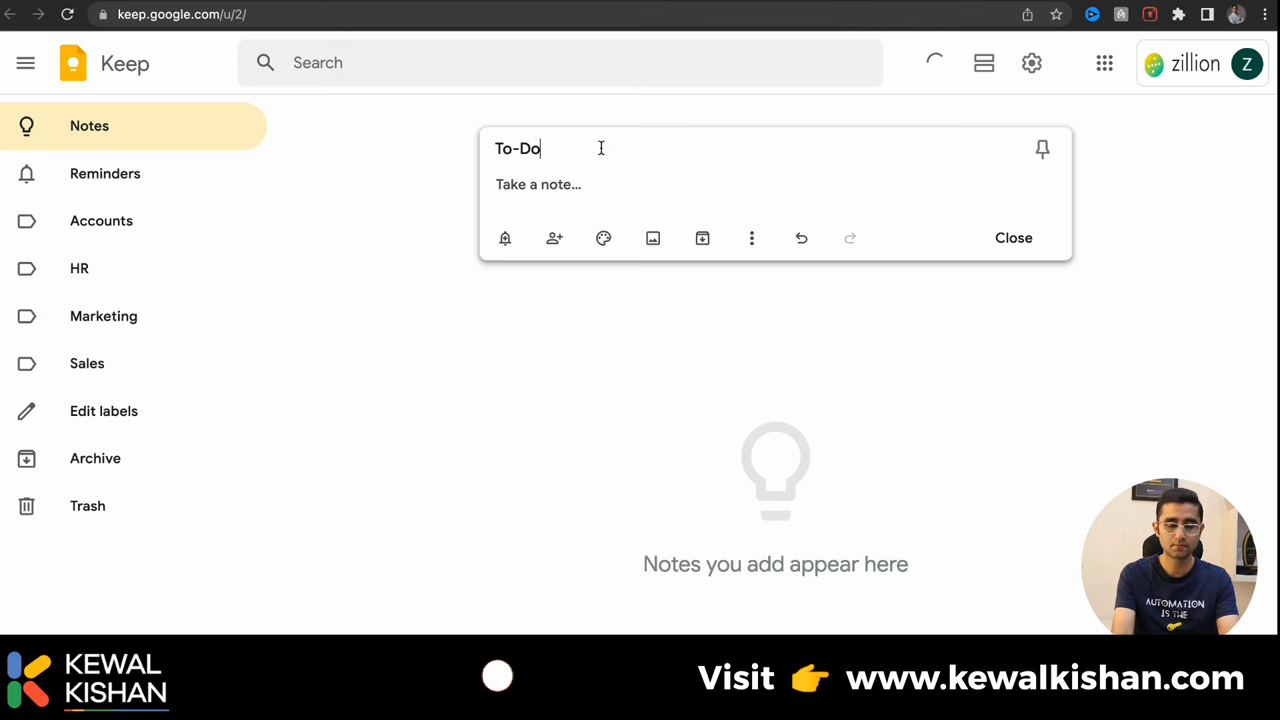 keep.google.com/u/2/
Keep
Search
zillion
Z
Notes
Reminders
Accounts
HR
Marketing
Sales
Edit labels
Archive
Trash
To-Do
Take a note...
Close
Notes you add appear here
AUTOMATION
IS THE
KEWAL
KISHAN
Visit 👉 www.kewalkishan.com